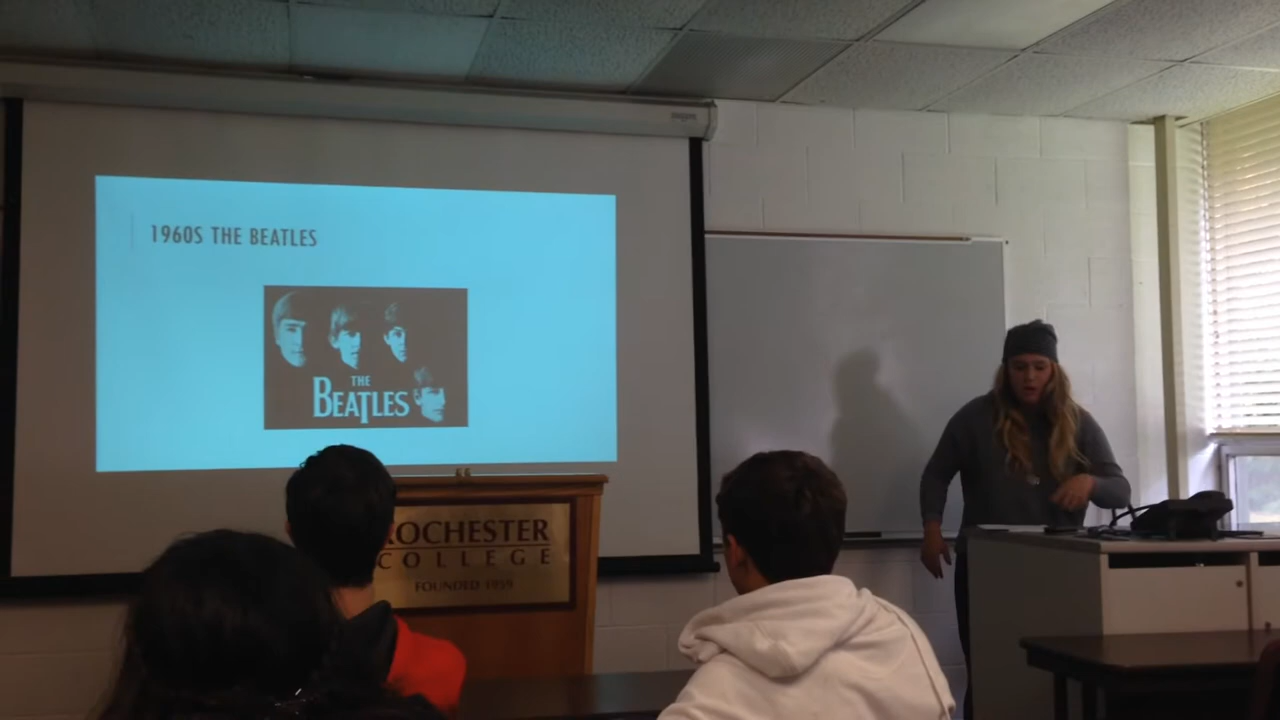 1960S THE BEATLES
THE
BEATLES
ROCHESTER
COLLEGE
FOUNDED 1959